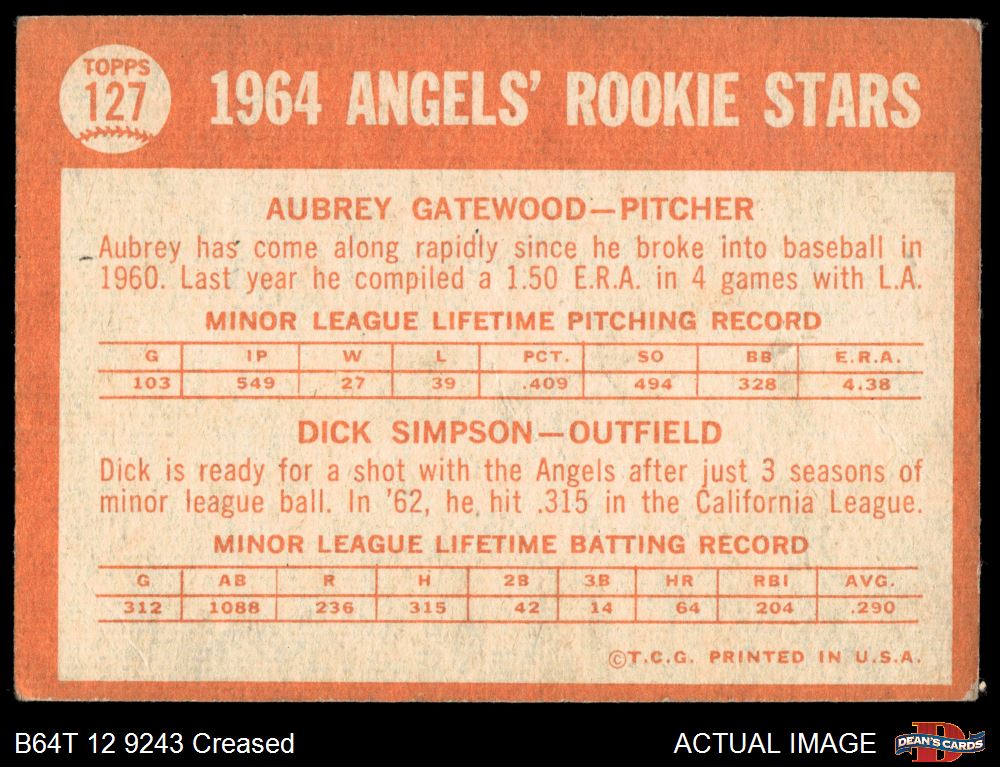 TOPPS
127
1964 ANGELS' ROOKIE STARS
AUBREY GATEWOOD—PITCHER
Aubrey has come along rapidly since he broke into baseball in
1960. Last year he compiled a 1.50 E.R.A. in 4 games with L.A.
MINOR LEAGUE LIFETIME PITCHING RECORD
G IP W L PCT. SO BB E.R.A.
103 549 27 39 .409 494 328 4.38
DICK SIMPSON—OUTFIELD
Dick is ready for a shot with the Angels after just 3 seasons of
minor league ball. In '62, he hit .315 in the California League.
MINOR LEAGUE LIFETIME BATTING RECORD
G AB R H 2B 3B HR RBI AVG.
312 1088 236 315 42 14 64 204 .290
©T.C.G. PRINTED IN U.S.A.
B64T 12 9243 Creased
ACTUAL IMAGE
D
DEAN'S CARDS